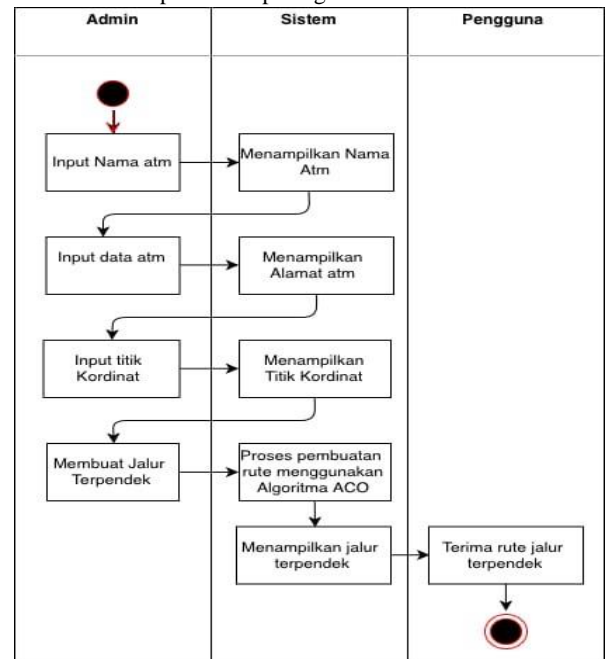 Admin
Sistem
Pengguna
Input Nama atm
Menampilkan Nama
Atm
Input data atm
Menampilkan
Alamat atm
Input titik
Kordinat
Menampilkan
Titik Kordinat
Membuat Jalur
Terpendek
Proses pembuatan
rute menggunakan
Algoritma ACO
Menampilkan jalur
terpendek
Terima rute jalur
terpendek